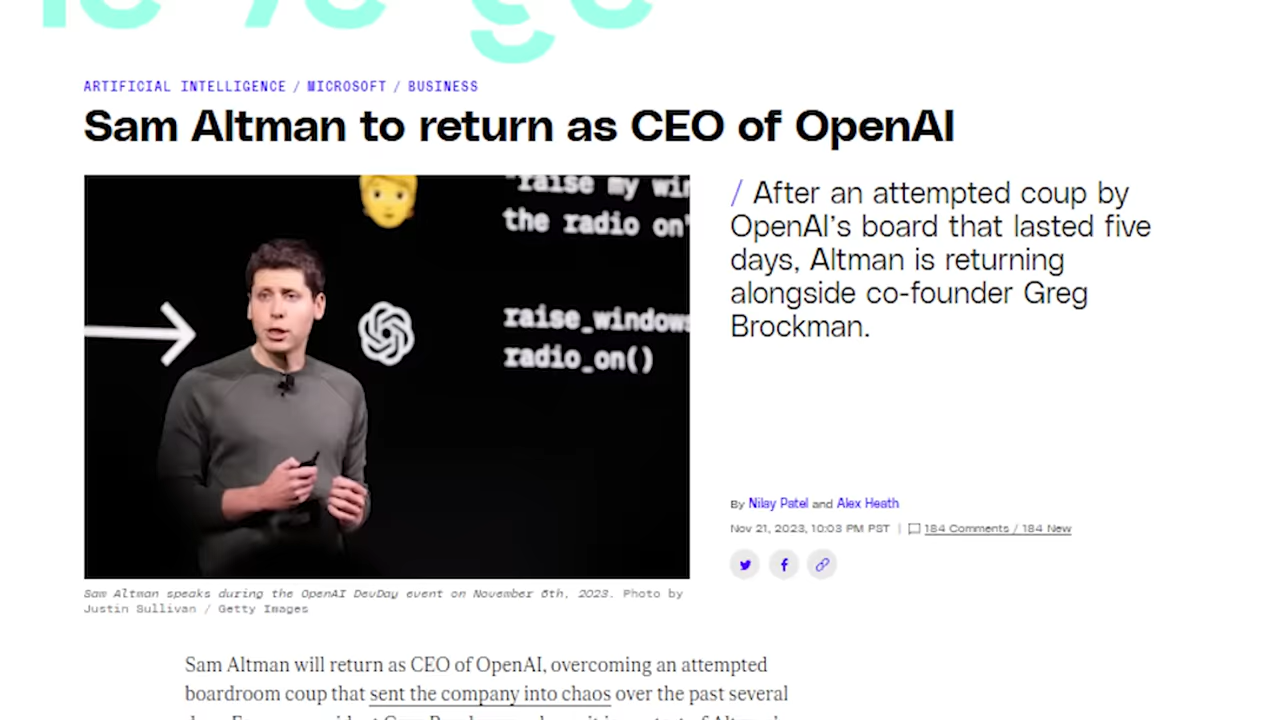 ARTIFICIAL INTELLIGENCE / MICROSOFT / BUSINESS
Sam Altman to return as CEO of OpenAI
"raise my win
the radio on"
raise_windows
radio_on()
/ After an attempted coup by
OpenAI's board that lasted five
days, Altman is returning
alongside co-founder Greg
Brockman.
By Nilay Patel and Alex Heath
Nov 21, 2023, 10:03 PM PST | 184 Comments / 184 New
Sam Altman speaks during the OpenAI DevDay event on November 6th, 2023. Photo by
Justin Sullivan / Getty Images
Sam Altman will return as CEO of OpenAI, overcoming an attempted
boardroom coup that sent the company into chaos over the past several